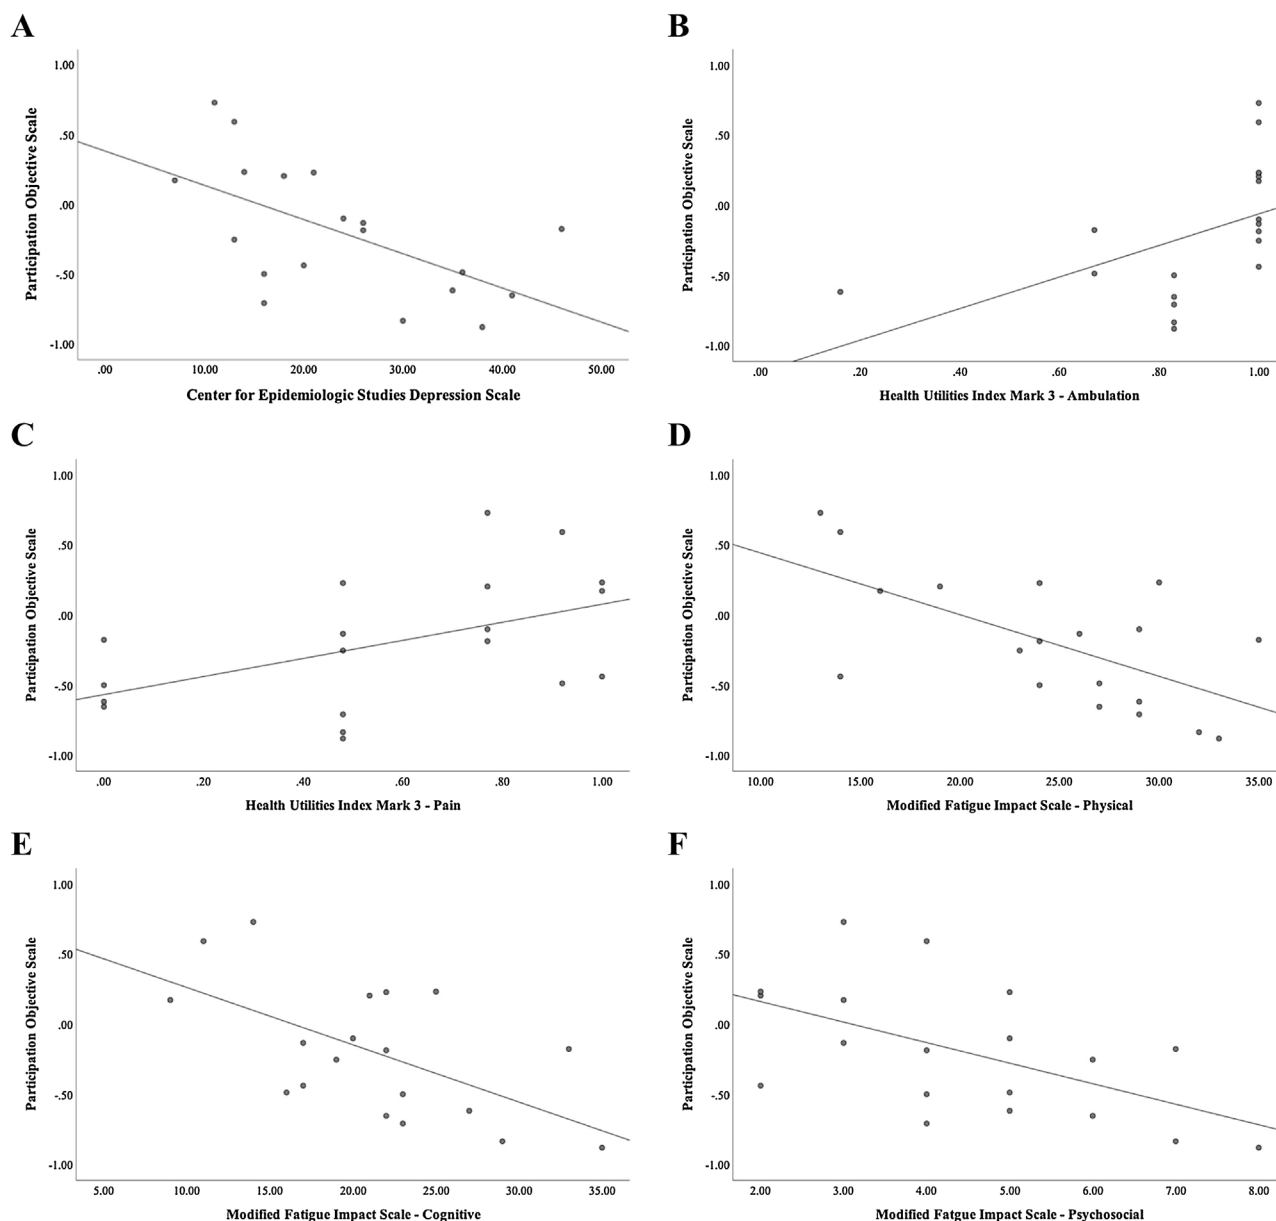 A
1.00
.50
.00
-.50
-1.00
Participation Objective Scale
.00 10.00 20.00 30.00 40.00 50.00
Center for Epidemiologic Studies Depression Scale
B
1.00
.50
.00
-.50
-1.00
Participation Objective Scale
.00 .20 .40 .60 .80 1.00
Health Utilities Index Mark 3 - Ambulation
C
1.00
.50
.00
-.50
-1.00
Participation Objective Scale
.00 .20 .40 .60 .80 1.00
Health Utilities Index Mark 3 - Pain
D
1.00
.50
.00
-.50
-1.00
Participation Objective Scale
10.00 15.00 20.00 25.00 30.00 35.00
Modified Fatigue Impact Scale - Physical
E
1.00
.50
.00
-.50
-1.00
Participation Objective Scale
5.00 10.00 15.00 20.00 25.00 30.00 35.00
Modified Fatigue Impact Scale - Cognitive
F
1.00
.50
.00
-.50
-1.00
Participation Objective Scale
2.00 3.00 4.00 5.00 6.00 7.00 8.00
Modified Fatgue Impact Scale - Psychosocial